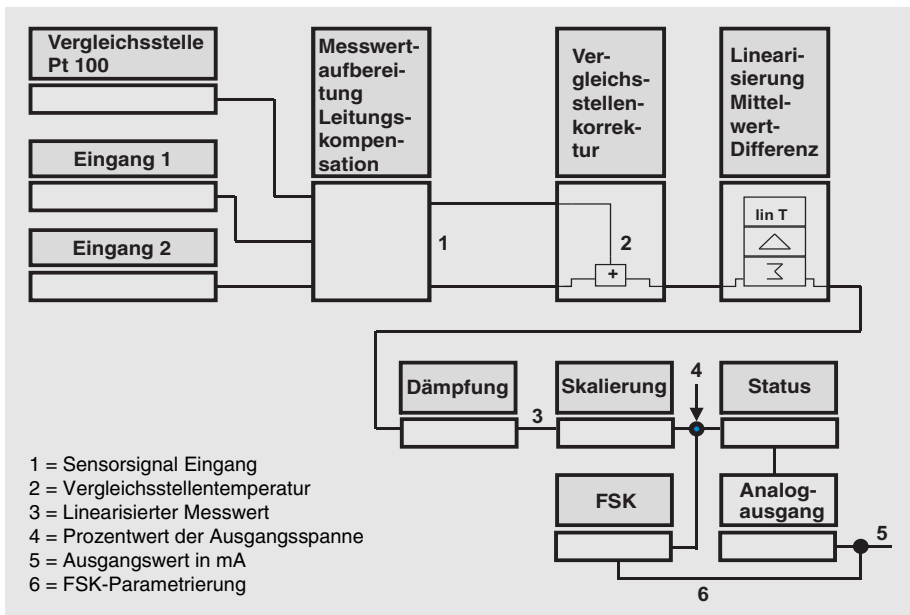 Vergleichsstelle
Pt 100
Messwert-
aufberei-
tung
Leitungs-
kompen-
sation
Ver-
gleichs-
stellen-
korrek-
tur
Lineari-
sierung
Mittel-
wert-
Differenz
Eingang 1
Eingang 2
1
2
+
lin T
Σ
Dämpfung
3
Skalierung
4
Status
FSK
Analog-
ausgang
5
6
1 = Sensorsignal Eingang
2 = Vergleichsstellentemperatur
3 = Linearisierter Messwert
4 = Prozentwert der Ausgangsspanne
5 = Ausgangswert in mA
6 = FSK-Parametrierung